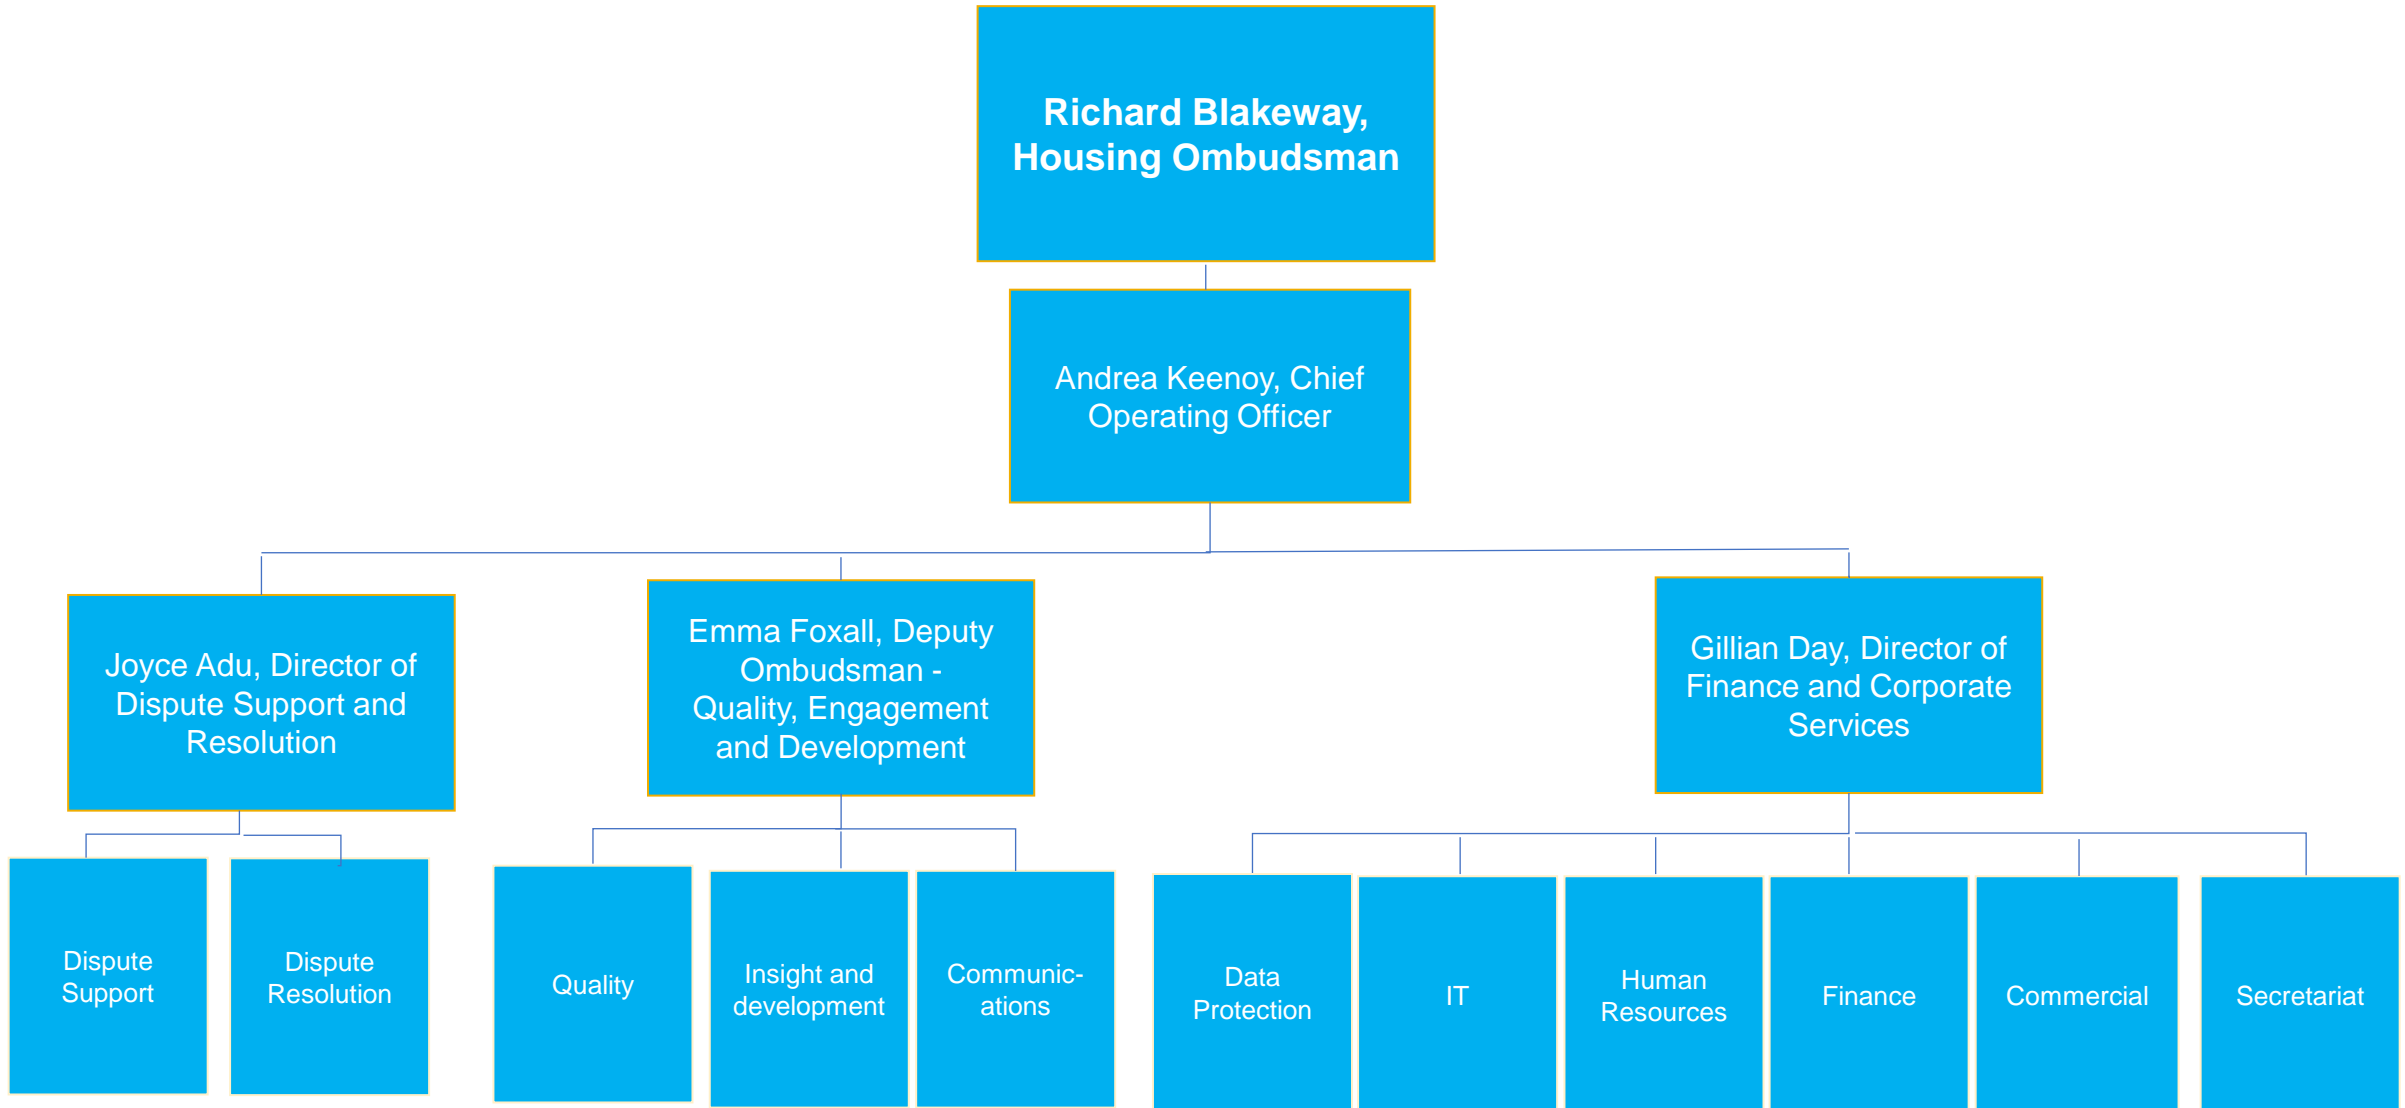 Richard Blakeway,
Housing Ombudsman
Andrea Keenoy, Chief
Operating Officer
Joyce Adu, Director of
Dispute Support and
Resolution
Emma Foxall, Deputy
Ombudsman -
Quality, Engagement
and Development
Gillian Day, Director of
Finance and Corporate
Services
Dispute
Support
Dispute
Resolution
Quality
Insight and
development
Communic-
ations
Data
Protection
IT
Human
Resources
Finance
Commercial
Secretariat